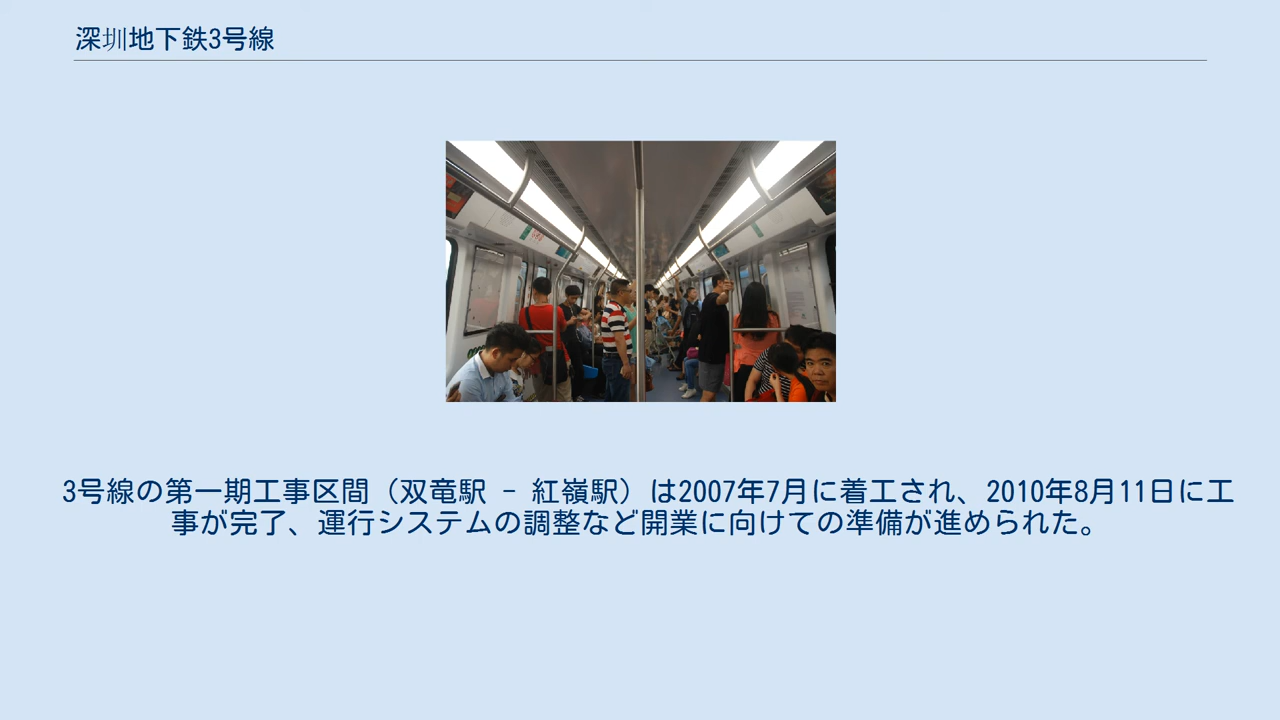 深圳地下鉄3号線
3号線の第一期工事区間（双竜駅 － 紅嶺駅）は2007年7月に着工され、2010年8月11日に工
事が完了、運行システムの調整など開業に向けての準備が進められた。